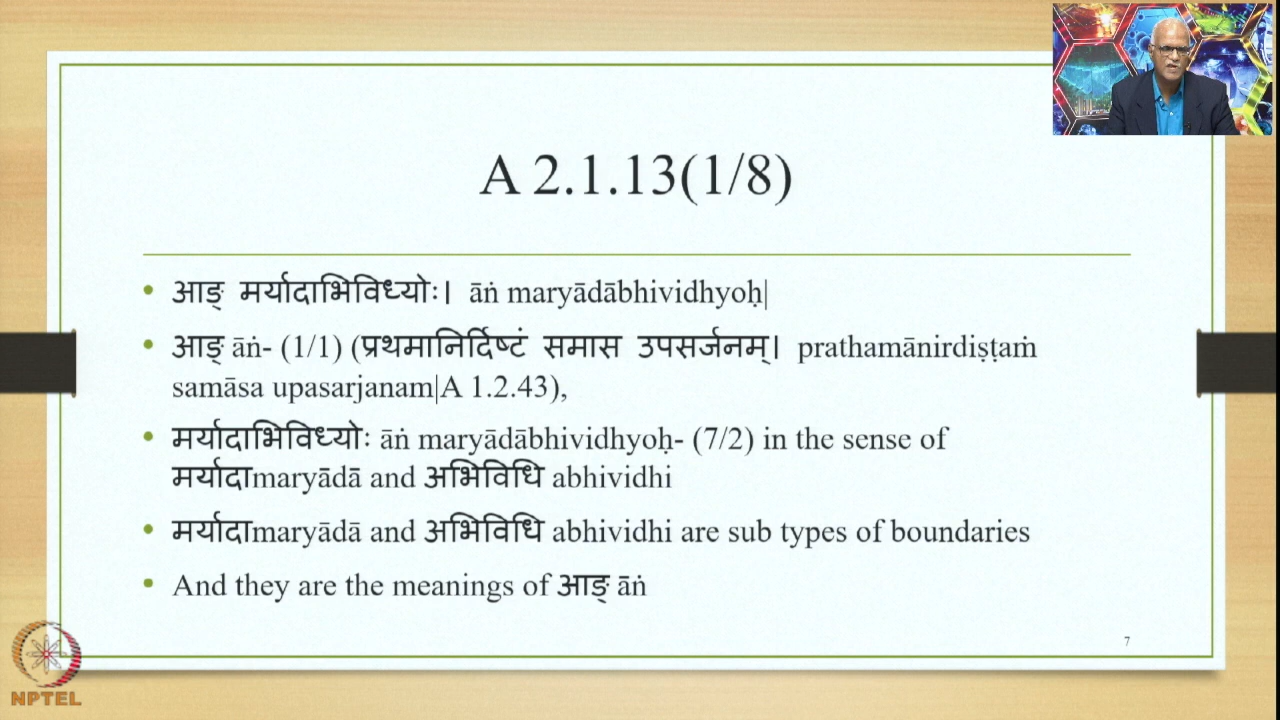 A 2.1.13(1/8)
आङ् मर्यादाभिविध्योः। āṅ maryādābhividhyoḥ|
आङ् āṅ- (1/1) (प्रथमानिर्दिष्टं समास उपसर्जनम्। prathamānirdiṣṭaṁ
samāsa upasarjanam|A 1.2.43),
मर्यादाभिविध्योः āṅ maryādābhividhyoḥ- (7/2) in the sense of
मर्यादाmaryādā and अभिविधि abhividhi
मर्यादाmaryādā and अभिविधि abhividhi are sub types of boundaries
And they are the meanings of आङ् āṅ
7
NPTEL